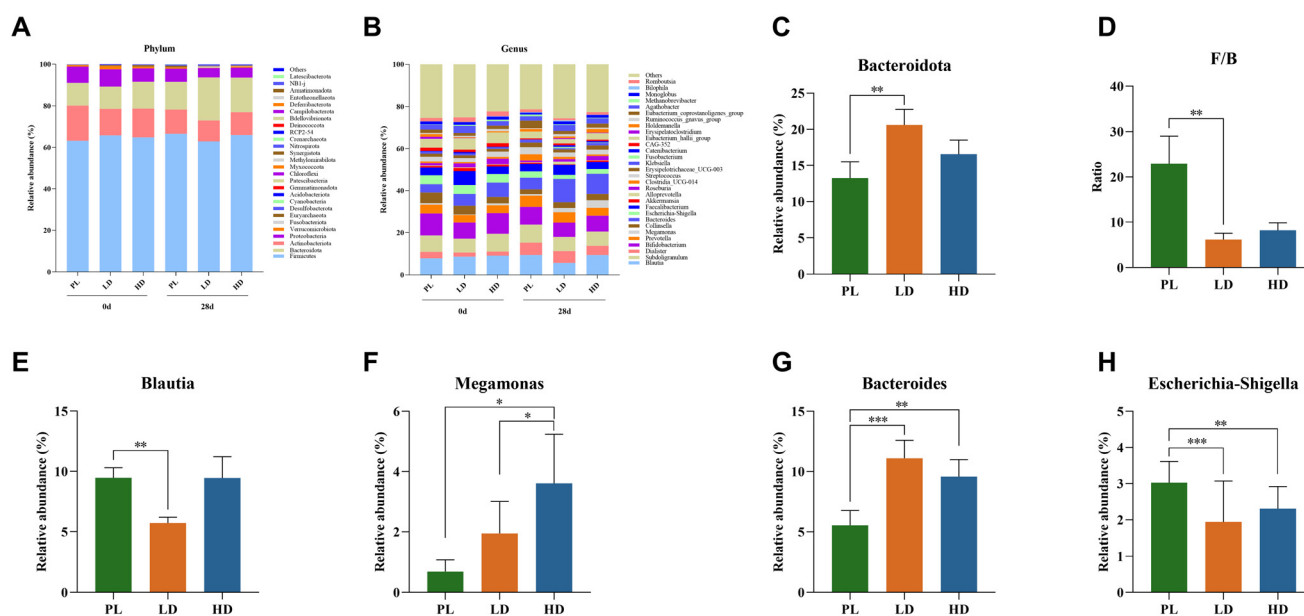 A
Phylum
Relative abundance (%)
100
80
60
40
20
0
PL
LD
HD
PL
LD
HD
0d
28d
Others
Latescibacterota
NB1-j
Armatimonadota
Entotheonellaeota
Deferribacterota
Campilobacterota
Bdellovibrionota
Deinococcota
RCP2-54
Crenarchaeota
Nitrospirota
Synergistota
Methylomirabilota
Myxococcota
Chloroflexi
Patescibacteria
Gemmatimonadota
Acidobacteriota
Cyanobacteria
Desulfobacterota
Euryarchaeota
Fusobacteriota
Verrucomicrobiota
Proteobacteria
Actinobacteriota
Bacteroidota
Firmicutes
B
Genus
Relative abundance (%)
100
80
60
40
20
0
PL
LD
HD
PL
LD
HD
0d
28d
Others
Romboutsia
Bilophila
Monoglobus
Methanobrevibacter
Agathobacter
Eubacterium_coprostanoligenes_group
Ruminococcus_gnavus_group
Holdemanella
Erysipelatoclostridium
Eubacterium_hallii_group
CAG-352
Catenibacterium
Fusobacterium
Klebsiella
Erysipelotrichaceae_UCG-003
Streptococcus
Clostridia_UCG-014
Roseburia
Alloprevotella
Akkermansia
Faecalibacterium
Escherichia-Shigella
Bacteroides
Collinsella
Megamonas
Prevotella
Bifidobacterium
Dialister
Subdoligranulum
Blautia
C
Bacteroidota
Relative abundance (%)
25
20
15
10
5
0
**
PL LD HD
D
F/B
Ratio
40
30
20
10
0
**
PL LD HD
E
Blautia
Relative abundance (%)
15
10
5
0
**
PL LD HD
F
Megamonas
Relative abundance (%)
6
4
2
0
*
*
PL LD HD
G
Bacteroides
Relative abundance (%)
15
10
5
0
**
***
PL LD HD
H
Escherichia-Shigella
Relative abundance (%)
5
4
3
2
1
0
**
***
PL LD HD